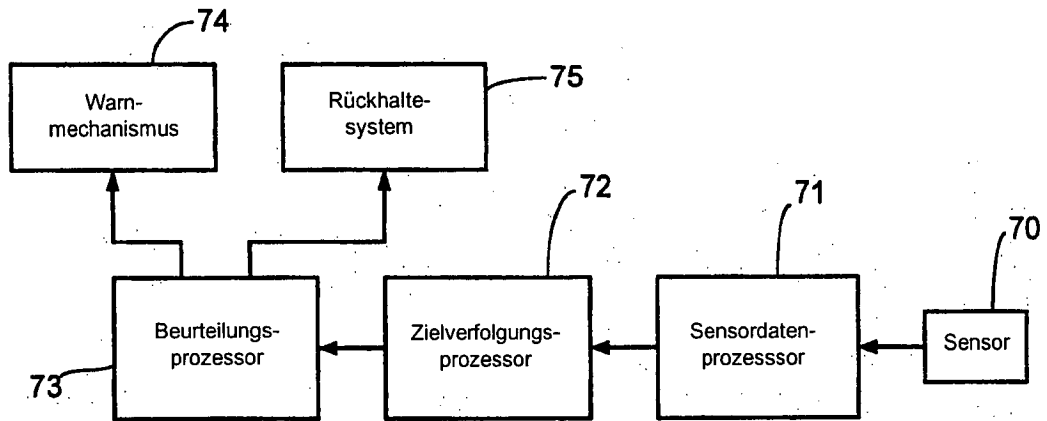 74
Warn-
mechanismus
75
Rückhalte-
system
72
71
70
Beurteilungs-
prozessor
Zielverfolgungs-
prozessor
Sensordaten-
prozesssor
Sensor
73